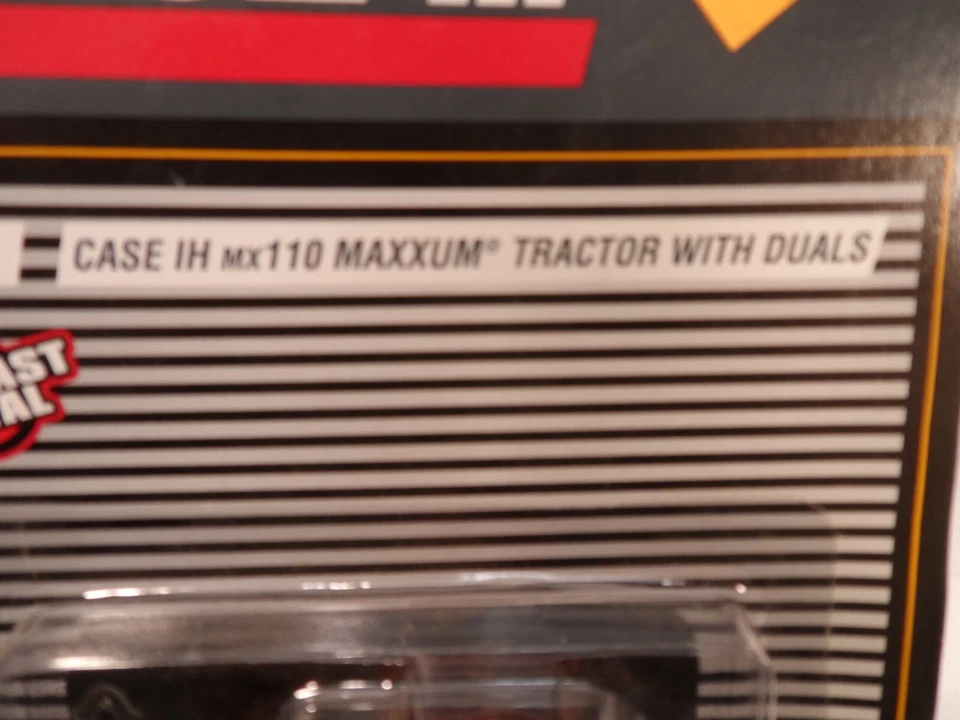 CASE IH MX110 MAXXUM® TRACTOR WITH DUALS